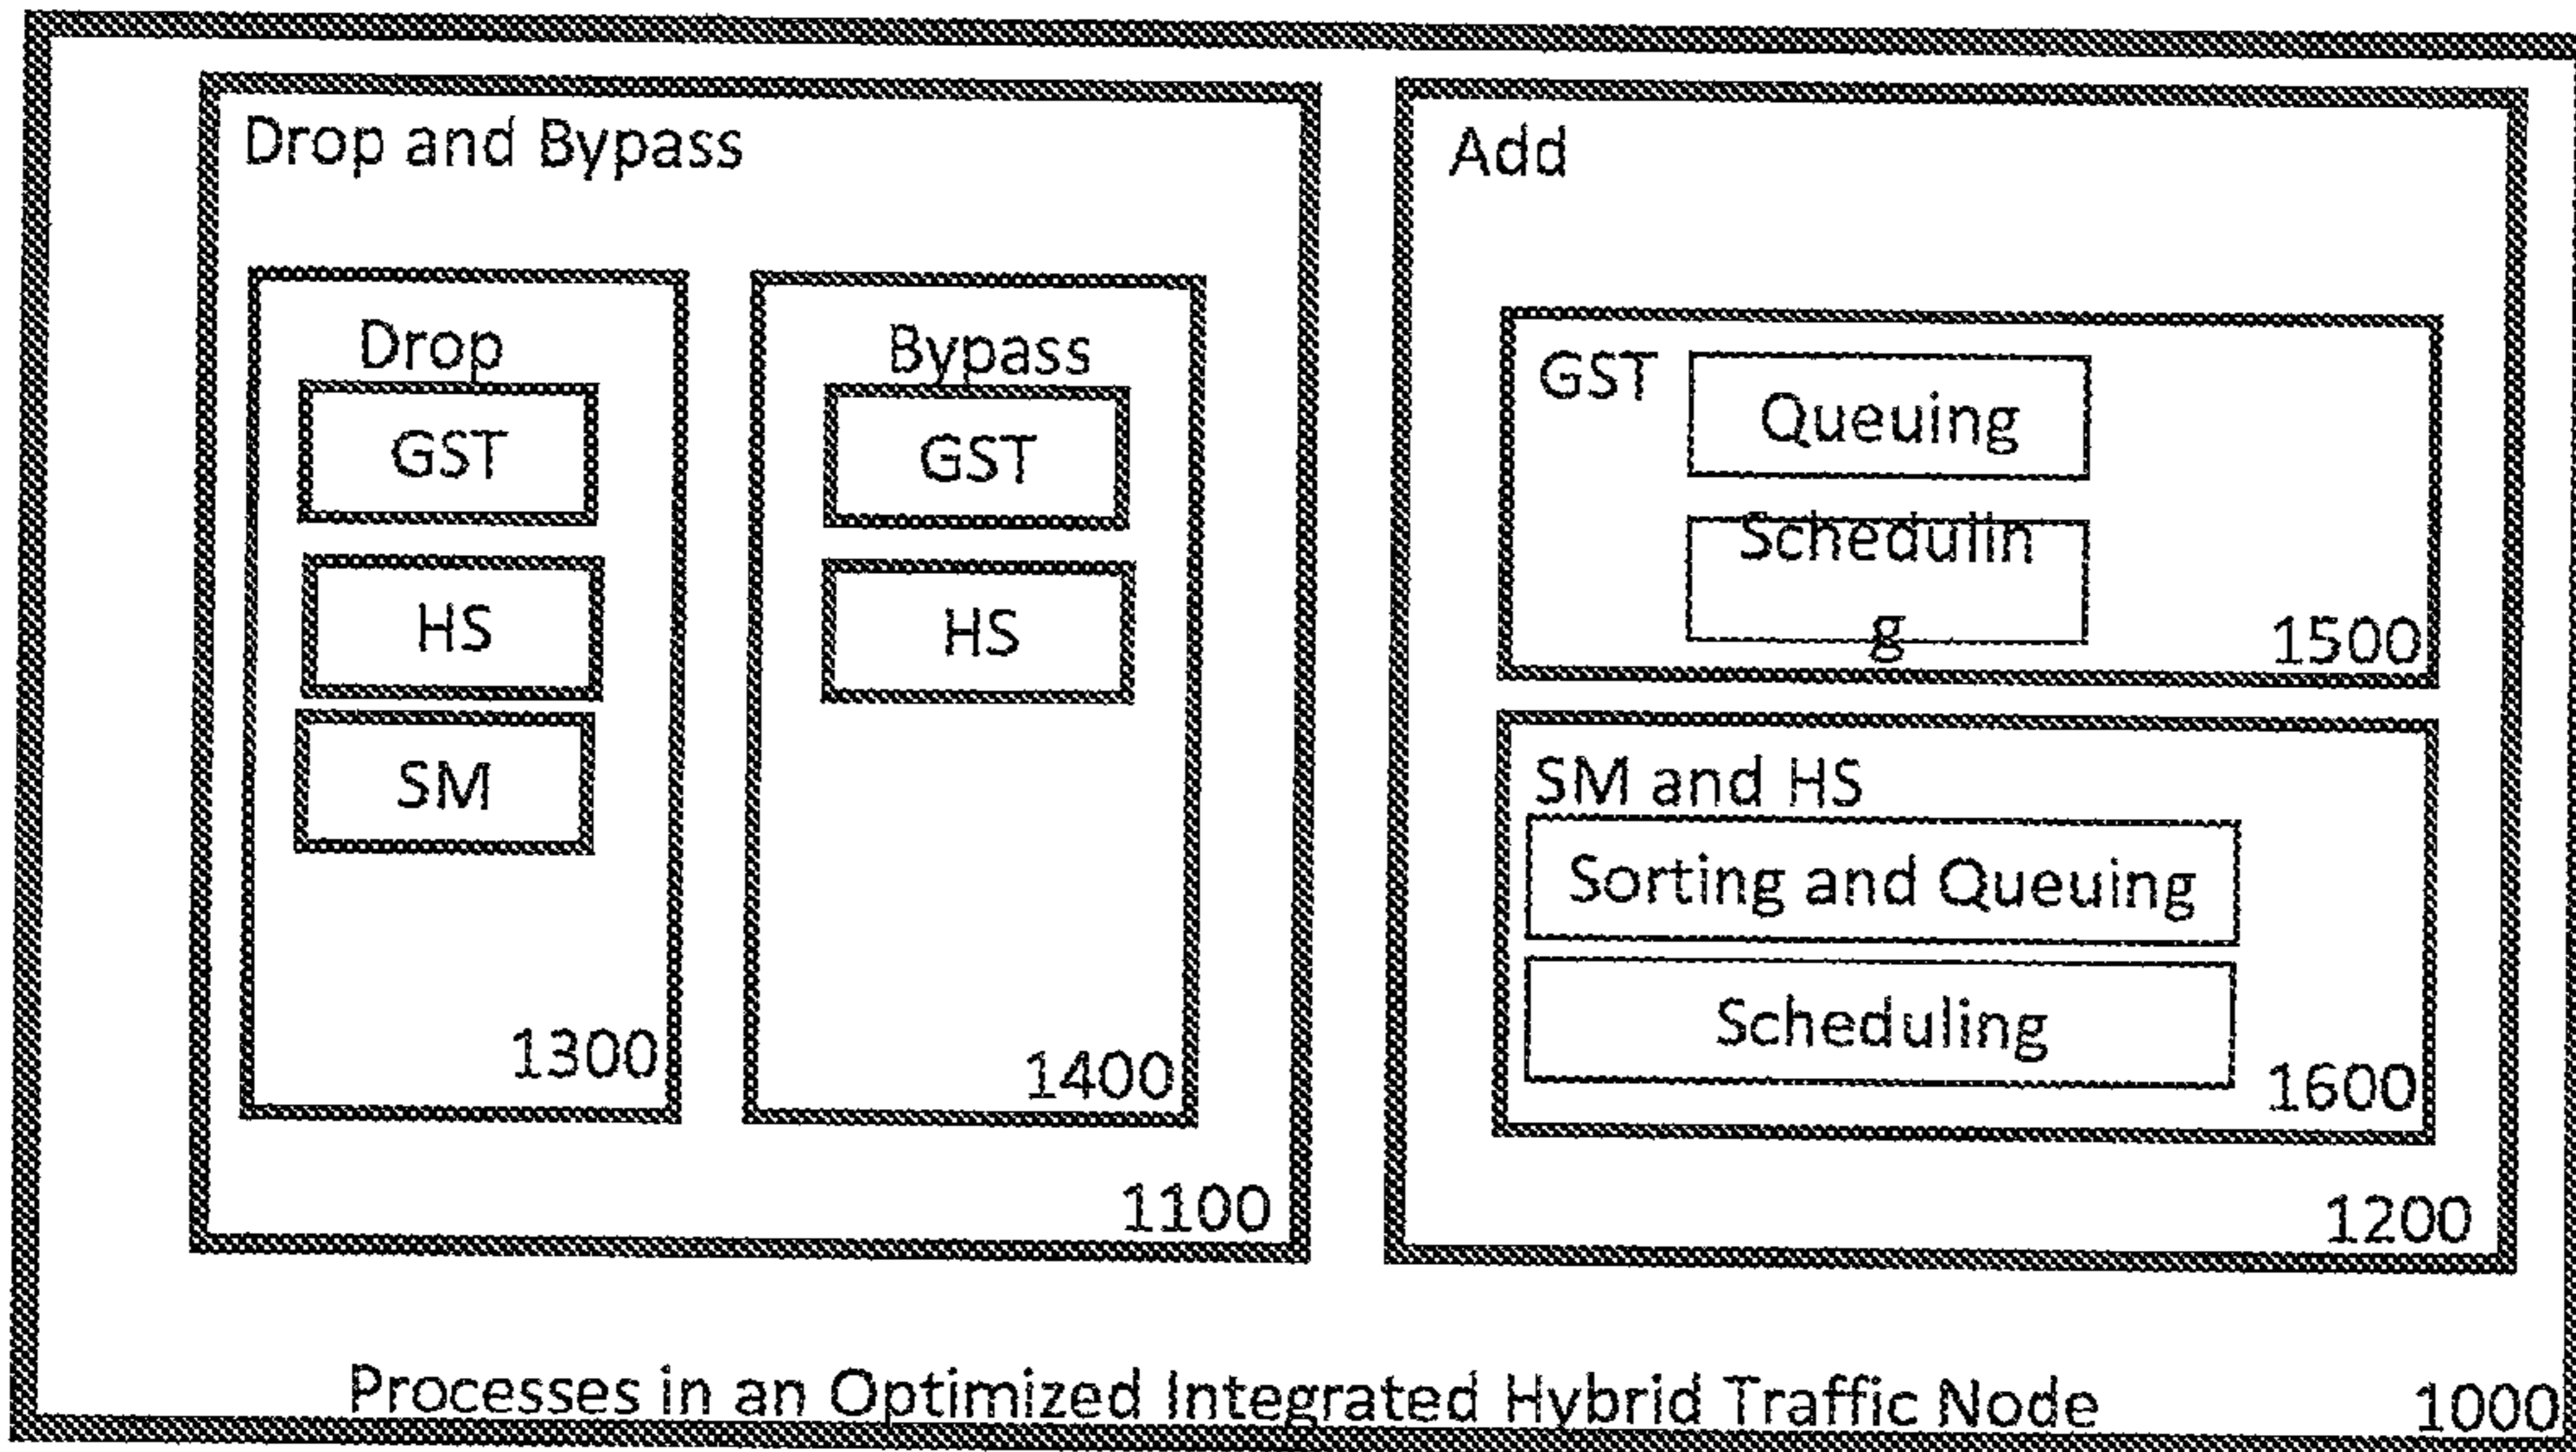 Drop and Bypass
Drop
GST
HS
SM
1300
Bypass
GST
HS
1400
1100
Add
GST
Queuing
Schedulin
g
1500
SM and HS
Sorting and Queuing
Scheduling
1600
1200
Processes in an Optimized Integrated Hybrid Traffic Node
1000